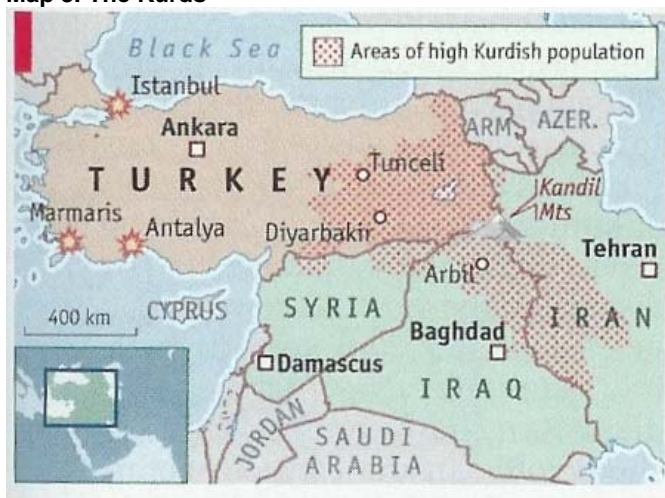 Map 3. The Kurds
Black Sea
Areas of high Kurdish population
Istanbul
Ankara
ARM.
AZER.
TURKEY
Tunceli
Kandil
Mts
Marmaris
Antalya
Diyarbakir
Tehran
Arbil
CYPRUS
SYRIA
IRAN
400 km
Baghdad
Damascus
IRAQ
JORDAN
SAUDI
ARABIA